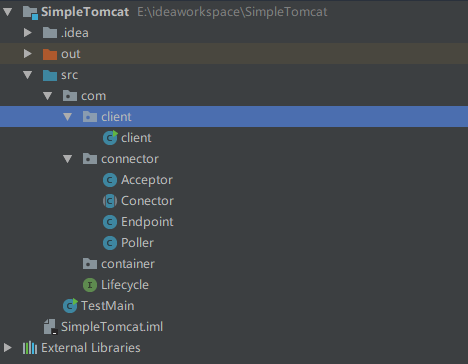 SimpleTomcat E:\ideaworkspace\SimpleTomcat
.idea
out
src
com
client
client
connector
Acceptor
Conector
Endpoint
Poller
container
Lifecycle
TestMain
SimpleTomcat.iml
External Libraries